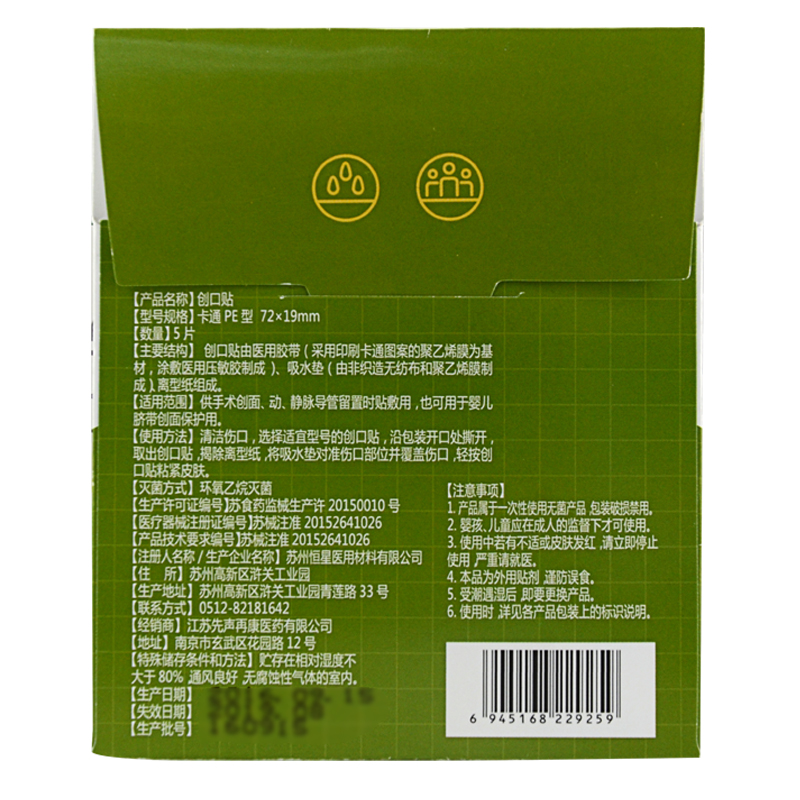 【产品名称】创口贴
【型号规格】卡通 PE 型 72×19mm
【数量】5 片
【主要结构】 创口贴由医用胶带（采用印刷卡通图案的聚乙烯膜为基
材，涂敷医用压敏胶制成）、吸水垫（由非织造无纺布和聚乙烯膜制
成）、离型纸组成。
【适用范围】供手术创面、动、静脉导管留置时贴敷用，也可用于婴儿
脐带创面保护用。
【使用方法】清洁伤口，选择适宜型号的创口贴，沿包装开口处撕开，
取出创口贴，揭除离型纸，将吸水垫对准伤口部位并覆盖伤口，轻按创
口贴粘紧皮肤。
【灭菌方式】环氧乙烷灭菌
【生产许可证编号】苏食药监械生产许 20150010 号
【医疗器械注册证编号】苏械注准 20152641026
【产品技术要求编号】苏械注准 20152641026
【注册人名称 / 生产企业名称】苏州恒星医用材料有限公司
【住 所】苏州高新区浒关工业园
【生产地址】苏州高新区浒关工业园青莲路 33 号
【联系方式】0512-82181642
【经销商】江苏先声再康医药有限公司
【地址】南京市玄武区花园路 12 号
【特殊储存条件和方法】贮存在相对湿度不
大于 80%，通风良好，无腐蚀性气体的室内。
【生产日期】
【失效日期】
【生产批号】
【注意事项】
1. 产品属于一次性使用无菌产品，包装破损禁用。
2. 婴孩、儿童应在成人的监督下才可使用。
3. 使用中若有不适或皮肤发红，请立即停止
使用，严重请就医。
4. 本品为外用贴剂，谨防误食。
5. 受潮遇湿后，即要更换产品。
6. 使用时，详见各产品包装上的标识说明。
6 945168 229259